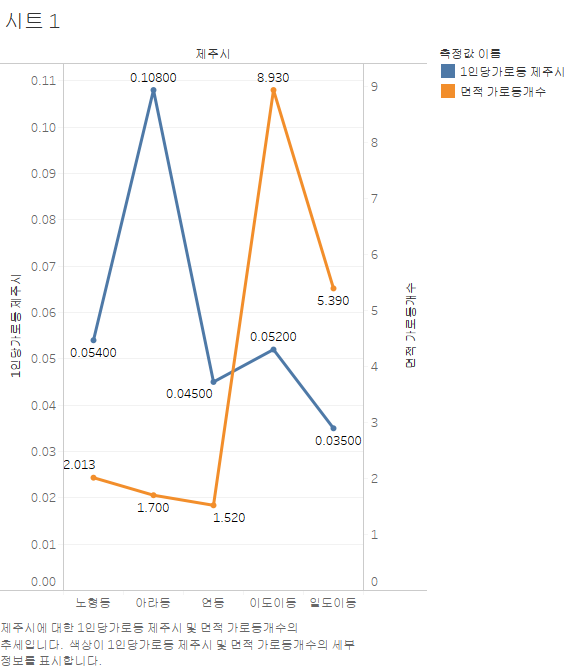 시트 1
제주시
측정값 이름
1인당가로등 제주시
면적 가로등개수
0.11
0.10
0.09
0.08
0.07
0.06
0.05
0.04
0.03
0.02
0.01
0.00
1인당가로등 제주시
0.10800
8.930
0.05400
0.04500
0.05200
0.03500
5.390
2.013
1.700
1.520
9
8
7
6
5
4
3
2
1
0
면적 가로등개수
노형동
아라동
연동
이도이동
일도이동
제주시에 대한 1인당가로등 제주시 및 면적 가로등개수의
추세입니다. 색상이 1인당가로등 제주시 및 면적 가로등개수의 세부
정보를 표시합니다.